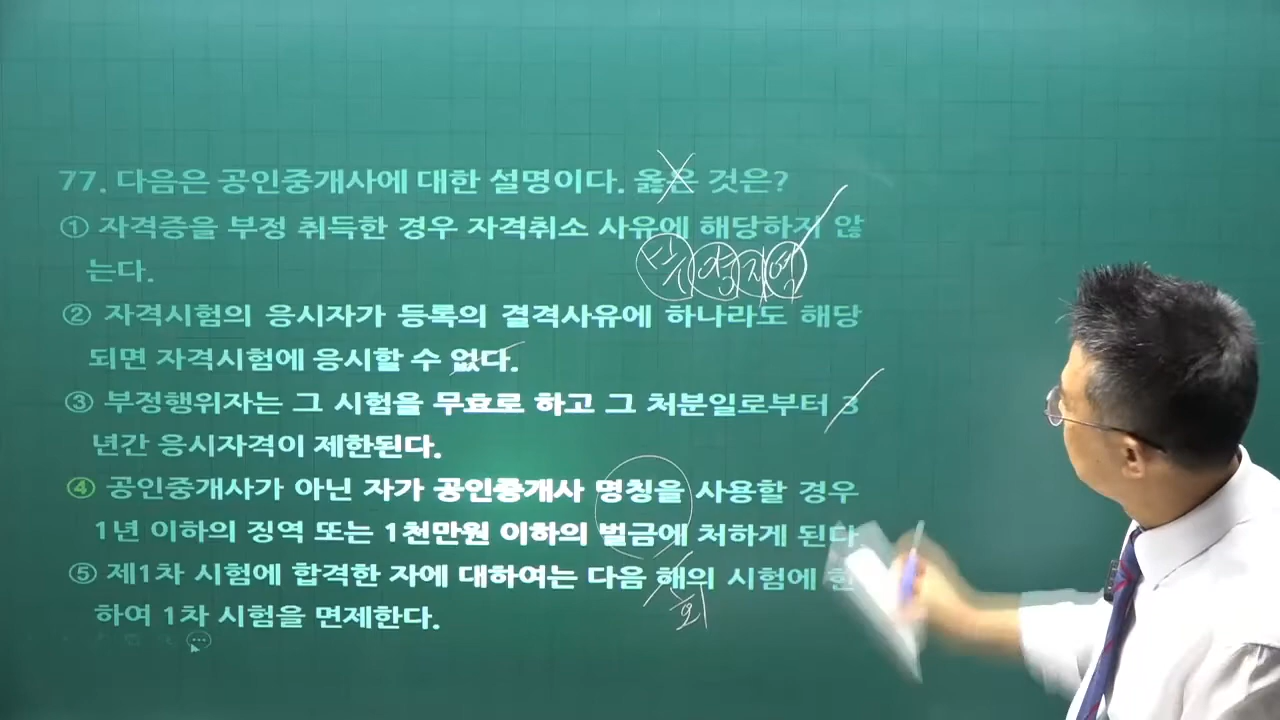 77. 다음은 공인중개사에 대한 설명이다. 옳은 것은?
① 자격증을 부정 취득한 경우 자격취소 사유에 해당하지 않
는다.
② 자격시험의 응시자가 등록의 결격사유에 하나라도 해당
되면 자격시험에 응시할 수 없다.
③ 부정행위자는 그 시험을 무효로 하고 그 처분일로부터 3
년간 응시자격이 제한된다.
④ 공인중개사가 아닌 자가 공인중개사 명칭을 사용할 경우
1년 이하의 징역 또는 1천만원 이하의 벌금에 처하게 된다
⑤ 제1차 시험에 합격한 자에 대하여는 다음 해의 시험에 한
하여 1차 시험을 면제한다.
회